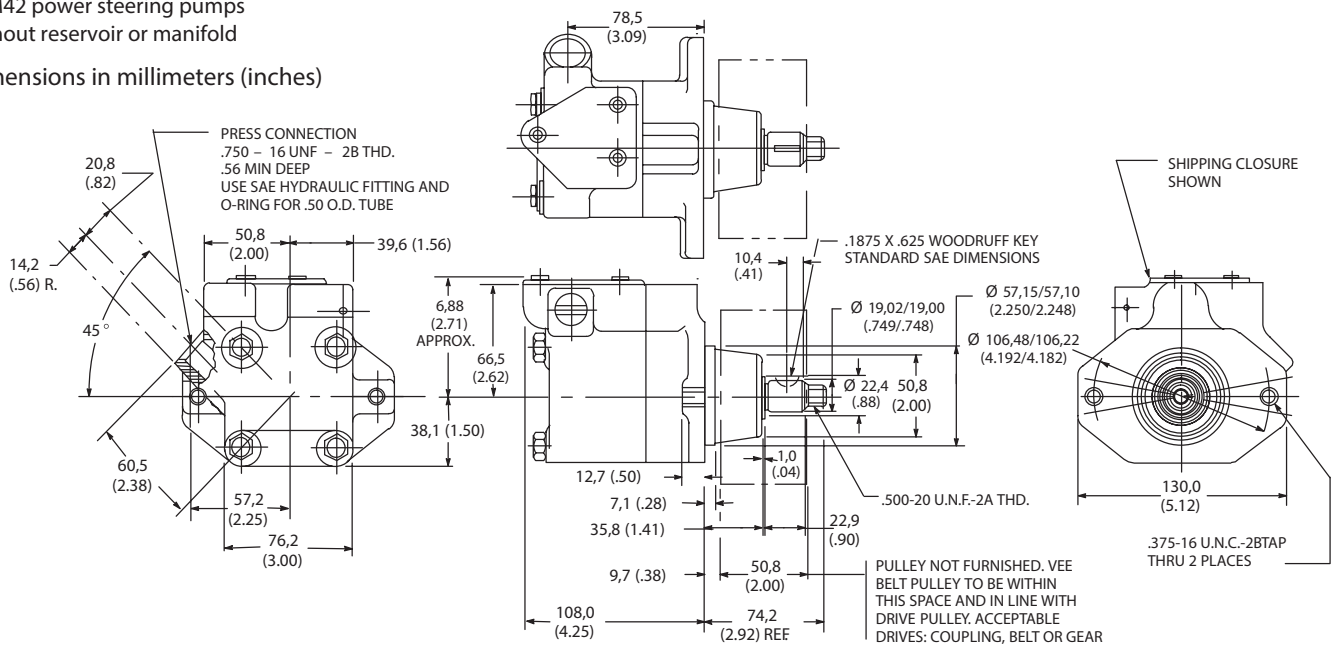 M42 power steering pumps
hout reservoir or manifold
mensions in millimeters (inches)
78,5
(3.09)
PRESS CONNECTION
.750 – 16 UNF – 2B THD.
.56 MIN DEEP
USE SAE HYDRAULIC FITTING AND
O-RING FOR .50 O.D. TUBE
20,8
(.82)
14,2
(.56) R.
45°
50,8
(2.00)
39,6 (1.56)
60,5
(2.38)
57,2
(2.25)
76,2
(3.00)
6,88
(2.71)
APPROX.
66,5
(2.62)
38,1 (1.50)
10,4
(.41)
.1875 X .625 WOODRUFF KEY
STANDARD SAE DIMENSIONS
Ø 19,02/19,00
(.749/.748)
Ø 57,15/57,10
(2.250/2.248)
Ø 106,48/106,22
(4.192/4.182)
Ø 22,4
(.88)
50,8
(2.00)
1,0
(.04)
12,7 (.50)
7,1 (.28)
35,8 (1.41)
22,9
(.90)
.500-20 U.N.F.-2A THD.
9,7 (.38)
50,8
(2.00)
108,0
(4.25)
74,2
(2.92) REF.
PULLEY NOT FURNISHED. VEE
BELT PULLEY TO BE WITHIN
THIS SPACE AND IN LINE WITH
DRIVE PULLEY. ACCEPTABLE
DRIVES: COUPLING, BELT OR GEAR
SHIPPING CLOSURE
SHOWN
130,0
(5.12)
.375-16 U.N.C.-2BTAP
THRU 2 PLACES